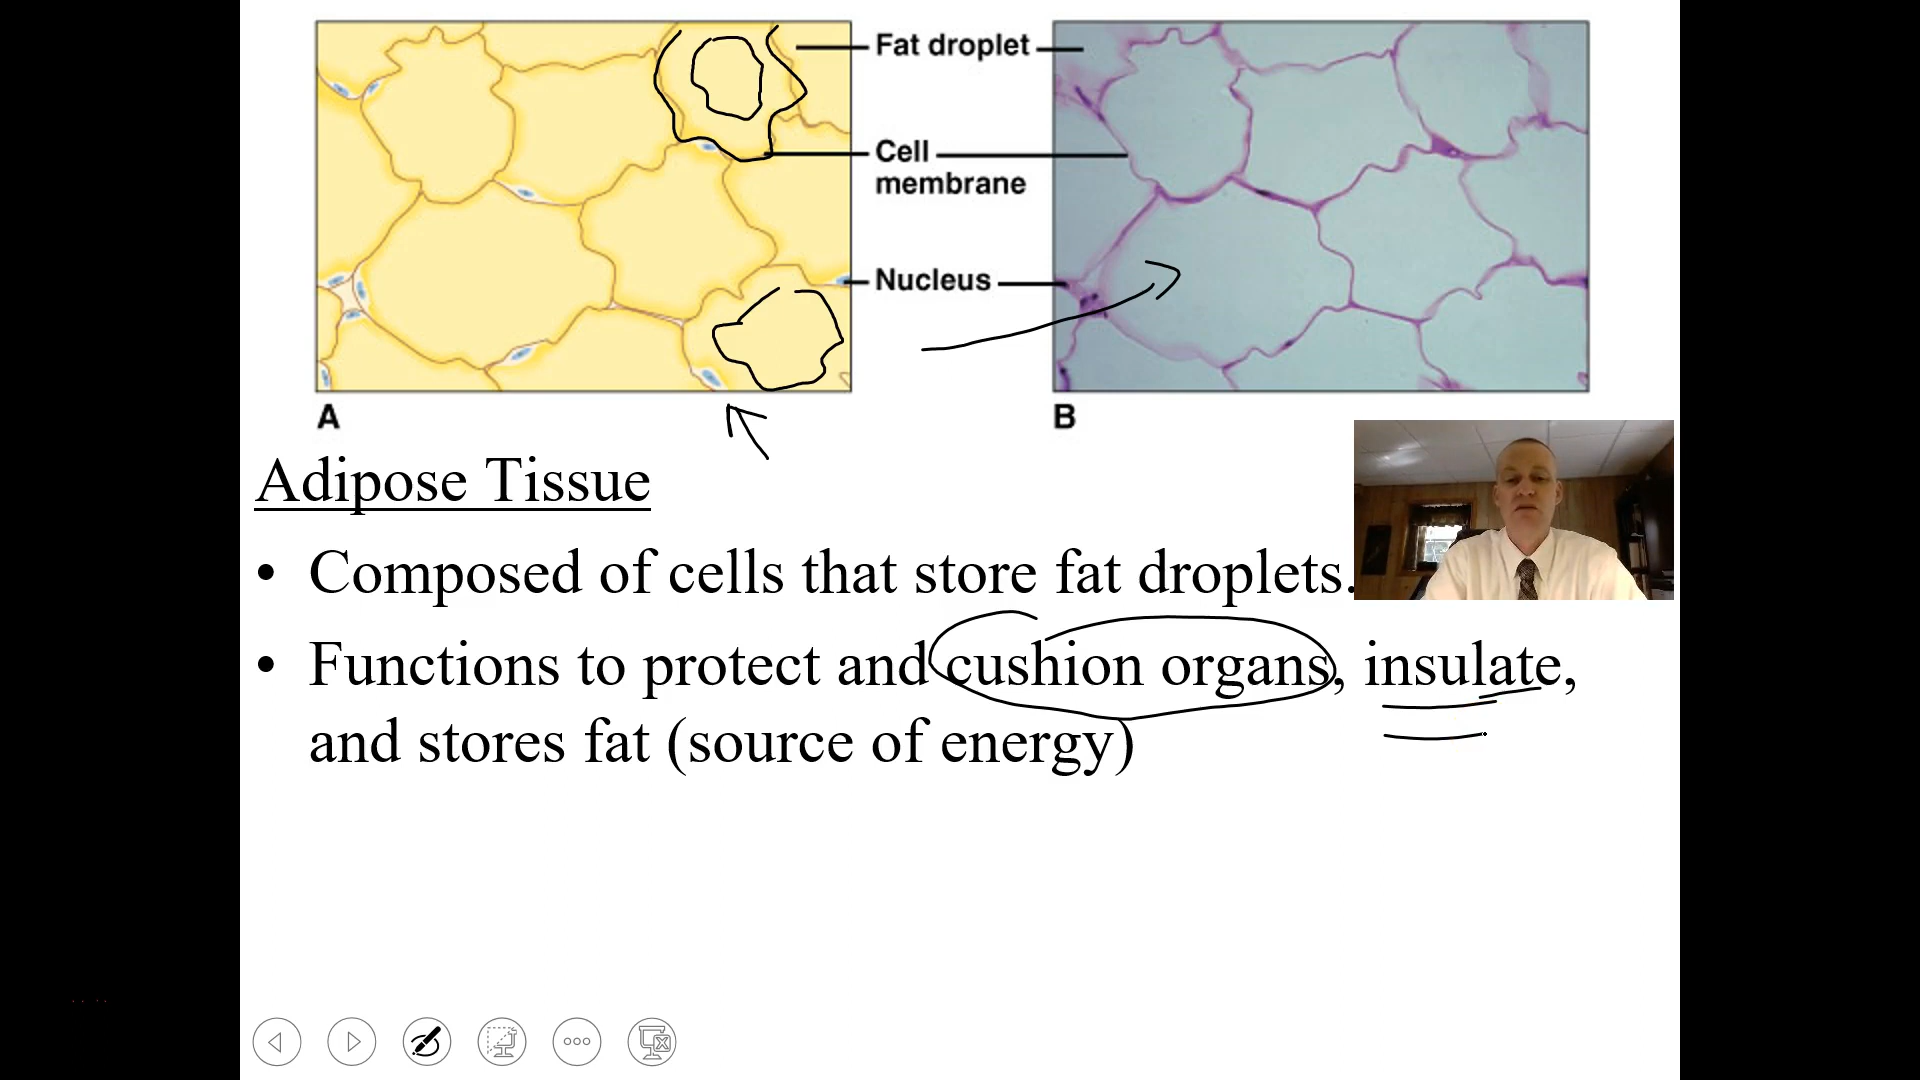 Fat droplet
Cell
membrane
Nucleus
A
B
Adipose Tissue
• Composed of cells that store fat droplets.
• Functions to protect and cushion organs, insulate,
and stores fat (source of energy)